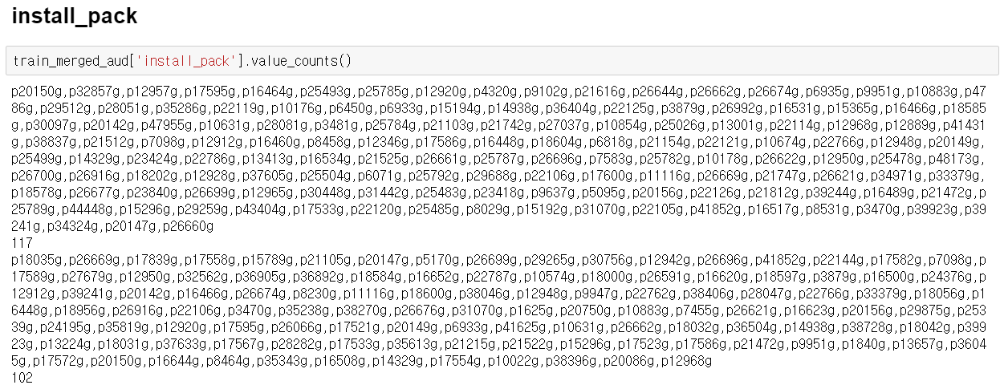 install_pack
train_merged_aud['install_pack'].value_counts()
p20150g,p32857g,p12957g,p17595g,p16464g,p25493g,p25785g,p12920g,p4320g,p9102g,p21616g,p26644g,p26662g,p26674g,p6935g,p9951g,p10883g,p47
86g,p29512g,p28051g,p35286g,p22119g,p10176g,p6450g,p6933g,p15194g,p14938g,p36404g,p22125g,p3879g,p26992g,p16531g,p15365g,p16466g,p18585
g,p30097g,p20142g,p47955g,p10631g,p28081g,p3481g,p25784g,p21103g,p21742g,p27037g,p10854g,p25026g,p13001g,p22114g,p12968g,p12889g,p41431
g,p38837g,p21512g,p7098g,p12912g,p16460g,p8458g,p12346g,p17586g,p16448g,p18604g,p6818g,p21154g,p22121g,p10674g,p22766g,p12948g,p20149g,
p25499g,p14329g,p23424g,p22786g,p13413g,p16534g,p21525g,p26661g,p25787g,p26696g,p7583g,p25782g,p10178g,p26622g,p12950g,p25478g,p48173g,
p26700g,p26916g,p18202g,p12928g,p37605g,p25504g,p6071g,p25792g,p29688g,p22106g,p17600g,p11116g,p26669g,p21747g,p26621g,p34971g,p33379g,
p18578g,p26677g,p23840g,p26699g,p12965g,p30448g,p31442g,p25483g,p23418g,p9637g,p5095g,p20156g,p22126g,p21812g,p39244g,p16489g,p21472g,p
25789g,p44448g,p15296g,p29259g,p43404g,p17533g,p22120g,p25485g,p8029g,p15192g,p31070g,p22105g,p41852g,p16517g,p8531g,p3470g,p39923g,p39
241g,p34324g,p20147g,p26660g
117
p18035g,p26669g,p17839g,p17558g,p15789g,p21105g,p20147g,p5170g,p26699g,p29265g,p30756g,p12942g,p26696g,p41852g,p22144g,p17582g,p7098g,p
17589g,p27679g,p12950g,p32562g,p36905g,p36892g,p18584g,p16652g,p22787g,p10574g,p18000g,p26591g,p16620g,p18597g,p3879g,p16500g,p24376g,p
12912g,p39241g,p20142g,p16466g,p26674g,p8230g,p11116g,p18600g,p38046g,p12948g,p9947g,p22762g,p38406g,p28047g,p22766g,p33379g,p18056g,p1
6448g,p18956g,p26916g,p22106g,p3470g,p35238g,p38270g,p26676g,p31070g,p1625g,p20750g,p10883g,p7455g,p26621g,p16623g,p20156g,p29875g,p253
39g,p24195g,p35819g,p12920g,p17595g,p26066g,p17521g,p20149g,p6933g,p41625g,p10631g,p26662g,p18032g,p36504g,p14938g,p38728g,p18042g,p399
23g,p13224g,p18031g,p37633g,p17567g,p28282g,p17533g,p35613g,p21215g,p21522g,p15296g,p17523g,p17586g,p21472g,p9951g,p1840g,p13657g,p3604
5g,p17572g,p20150g,p16644g,p8464g,p35343g,p16508g,p14329g,p17554g,p10022g,p38396g,p20086g,p12968g
102